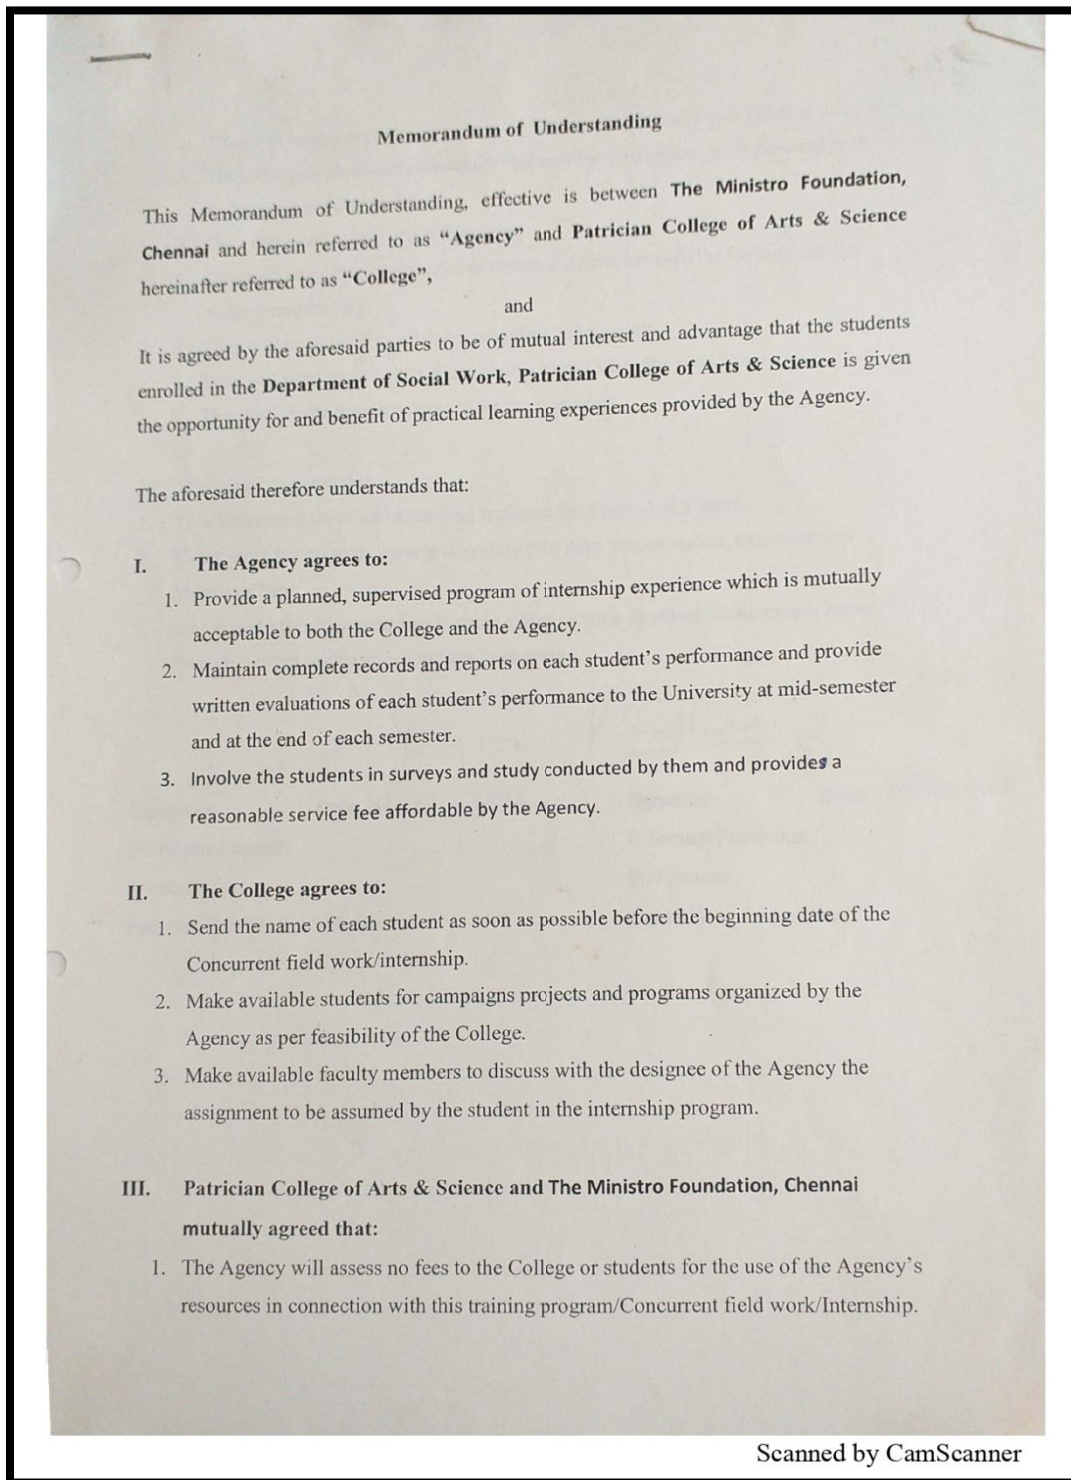 Memorandum of Understanding
This Memorandum of Understanding, effective is between The Ministro Foundation,
Chennai and herein referred to as “Agency” and Patrician College of Arts & Science
hereinafter referred to as “College”,
and
It is agreed by the aforesaid parties to be of mutual interest and advantage that the students
enrolled in the Department of Social Work, Patrician College of Arts & Science is given
the opportunity for and benefit of practical learning experiences provided by the Agency.
The aforesaid therefore understands that:
I. The Agency agrees to:
1. Provide a planned, supervised program of internship experience which is mutually
acceptable to both the College and the Agency.
2. Maintain complete records and reports on each student’s performance and provide
written evaluations of each student’s performance to the University at mid-semester
and at the end of each semester.
3. Involve the students in surveys and study conducted by them and provides a
reasonable service fee affordable by the Agency.
II. The College agrees to:
1. Send the name of each student as soon as possible before the beginning date of the
Concurrent field work/internship.
2. Make available students for campaigns projects and programs organized by the
Agency as per feasibility of the College.
3. Make available faculty members to discuss with the designee of the Agency the
assignment to be assumed by the student in the internship program.
III. Patrician College of Arts & Science and The Ministro Foundation, Chennai
mutually agreed that:
1. The Agency will assess no fees to the College or students for the use of the Agency’s
resources in connection with this training program/Concurrent field work/Internship.
Scanned by CamScanner